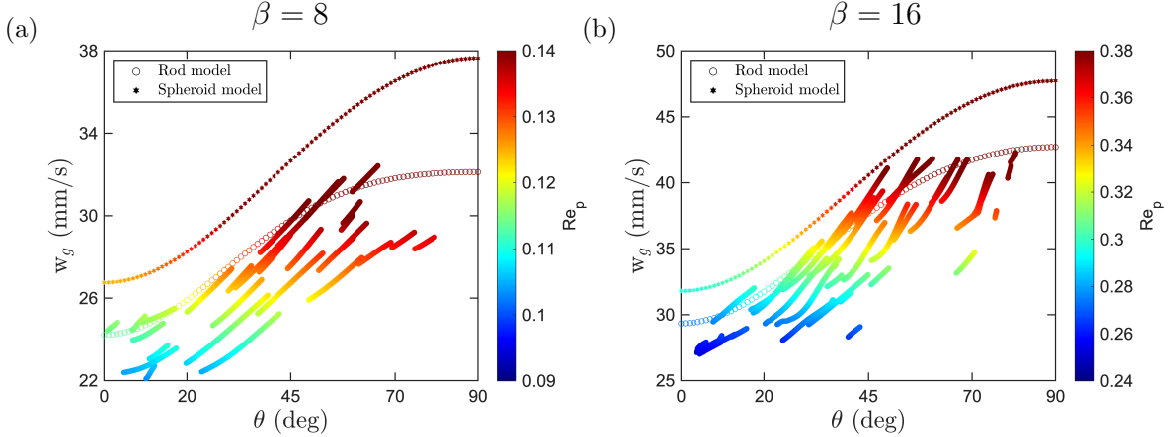 β = 8
(a)
38
34
30
26
22
w_g (mm/s)
0
20
45
70
90
θ (deg)
Rod model
Spheroid model
0.14
0.13
0.12
0.11
0.1
0.09
Re_p
β = 16
(b)
50
45
40
35
30
25
w_g (mm/s)
0
20
45
70
90
θ (deg)
Rod model
Spheroid model
0.38
0.36
0.34
0.32
0.3
0.28
0.26
0.24
Re_p